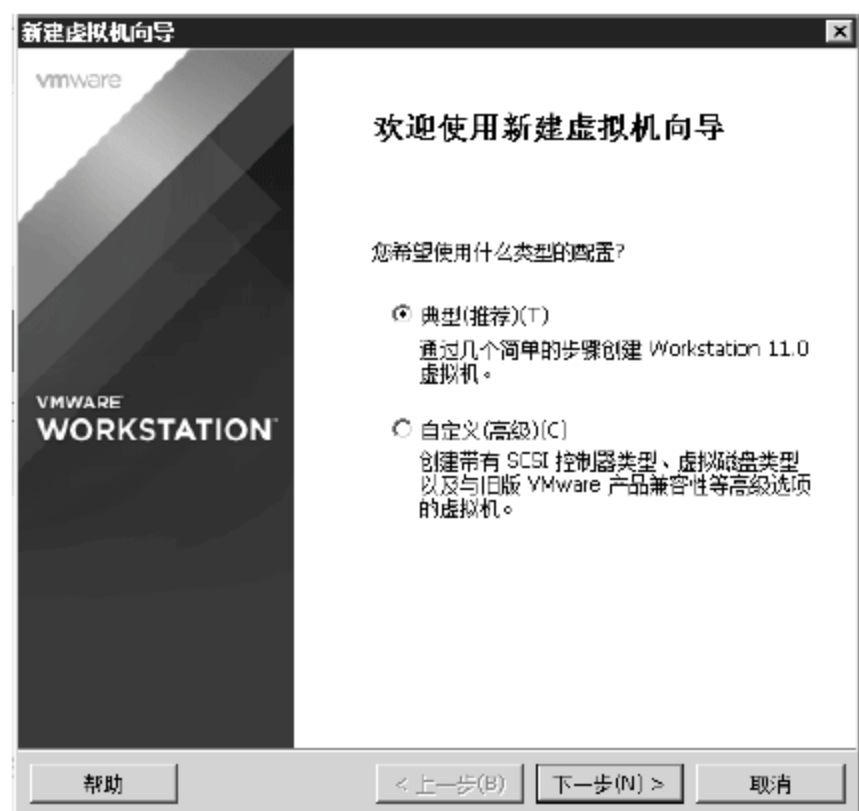 新建虚拟机向导
vmware
欢迎使用新建虚拟机向导
您希望使用什么类型的配置?
典型(推荐)(T)
通过几个简单的步骤创建 Workstation 11.0
虚拟机。
VMWARE
WORKSTATION
自定义(高级)(C)
创建带有 SCSI 控制器类型、虚拟磁盘类型
以及与旧版 VMware 产品兼容性等高级选项
的虚拟机。
帮助
< 上一步(B)
下一步(N) >
取消